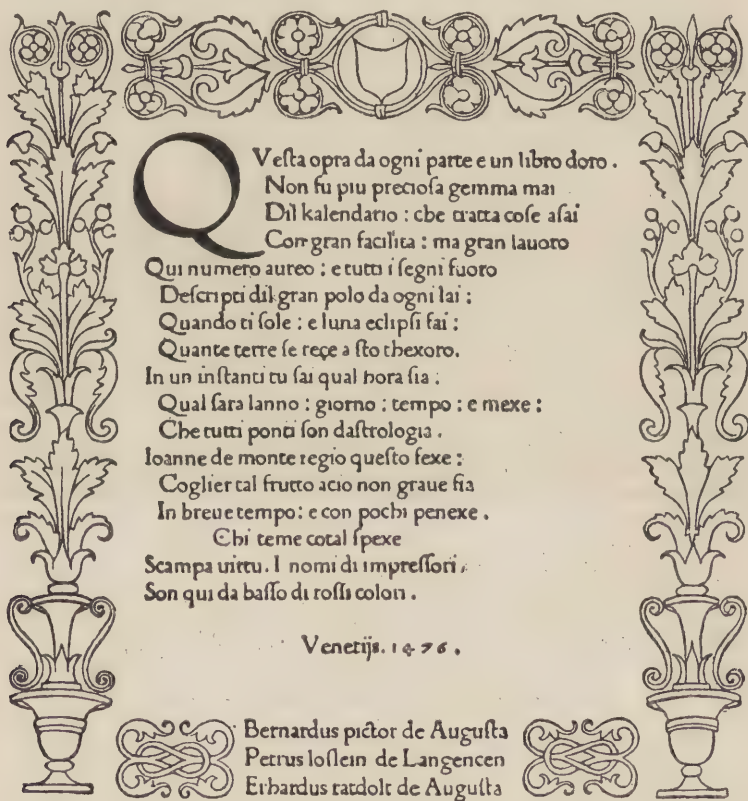 QVeſta opra da ogni parte e un libro doro.
Non fu piu precioſa gemma mai
Dil kalendario: che tratta coſe aſai
Con gran facilita: ma gran lauoro
Qui numero aureo: e tutti i ſegni fuoro
Deſcripti dil gran polo da ogni lai:
Quando ti ſole: e luna eclipſi fai:
Quante terre ſe reçe a ſto thexoro.
In un inſtanti tu ſai qual hora ſia:
Qual ſara lanno: giorno: tempo: e mexe:
Che tutti ponti ſon daſtrologia.
Ioanne de monte regio queſto fexe:
Coglier tal frutto acio non graue ſia
In breue tempo: e con pochi penexe.
Chi teme cotal ſpexe
Scampa uirtu. I nomi di impreſſori,
Son qui da baſſo di roſſi colori.
Venetijs. 1476.
Bernardus pictor de Auguſta
Petrus loſlein de Langencen
Erhardus ratdolt de Auguſta